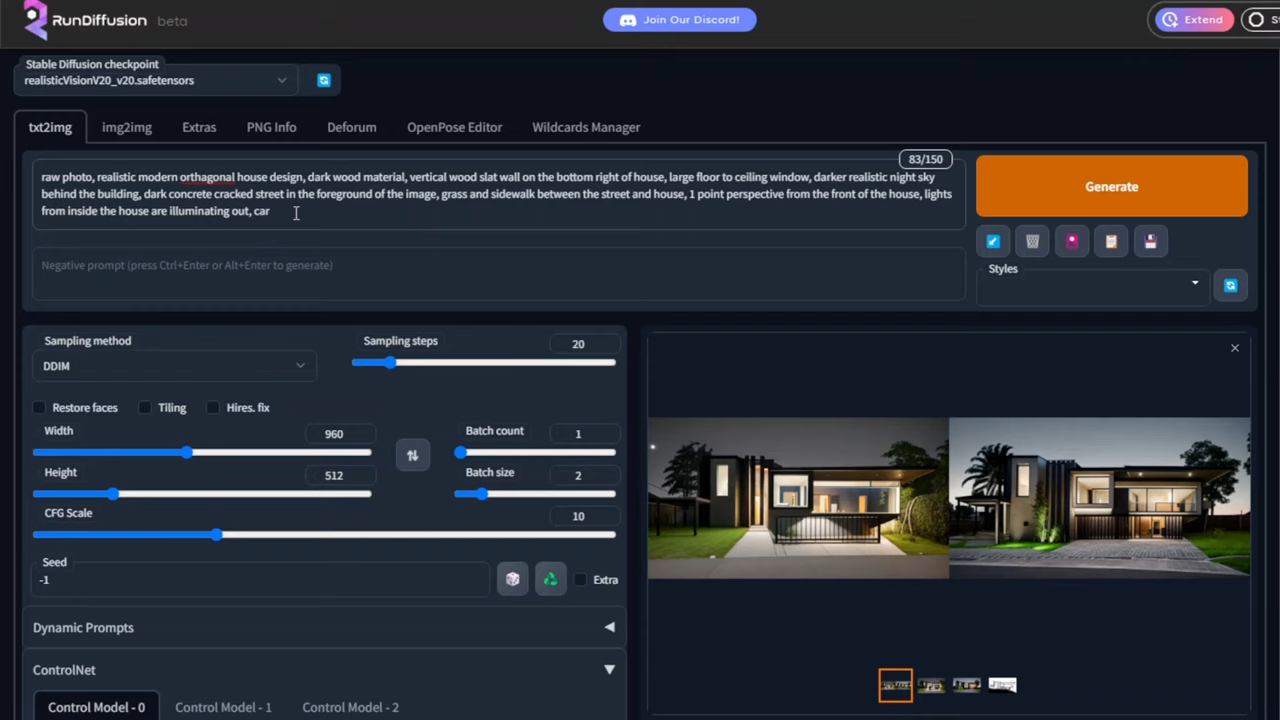 RunDiffusion beta
Join Our Discord!
Extend
Stable Diffusion checkpoint
realisticVisionV20_v20.safetensors
txt2img
img2img
Extras
PNG Info
Deforum
OpenPose Editor
Wildcards Manager
83/150
raw photo, realistic modern orthagonal house design, dark wood material, vertical wood slat wall on the bottom right of house, large floor to ceiling window, darker realistic night sky
behind the building, dark concrete cracked street in the foreground of the image, grass and sidewalk between the street and house, 1 point perspective from the front of the house, lights
from inside the house are illuminating out, car
Generate
Negative prompt (press Ctrl+Enter or Alt+Enter to generate)
Styles
Sampling method
DDIM
Sampling steps
20
Restore faces
Tiling
Hires. fix
Width
960
Batch count
1
Height
512
Batch size
2
CFG Scale
10
Seed
-1
Extra
Dynamic Prompts
ControlNet
Control Model - 0
Control Model - 1
Control Model - 2